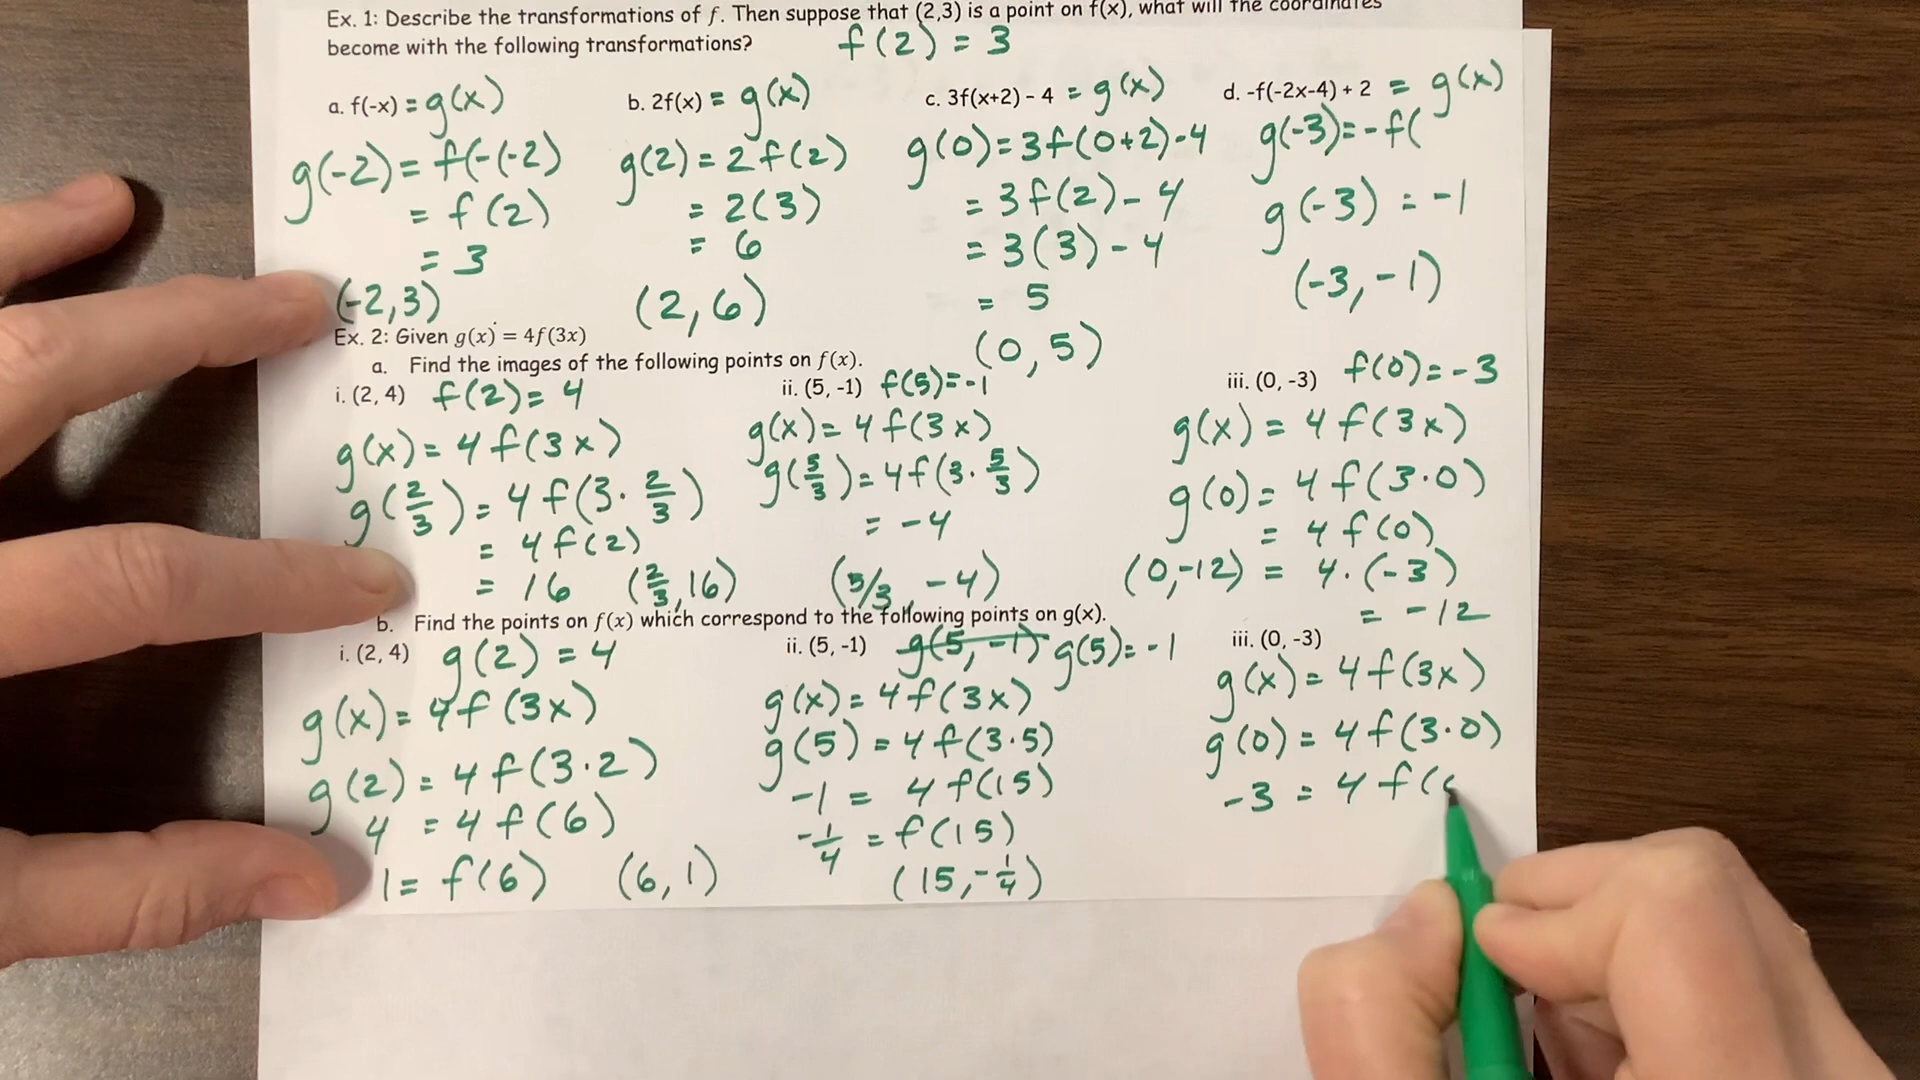 Ex. 1: Describe the transformations of f. Then suppose that (2,3) is a point on f(x), what will the coordinates
become with the following transformations? f(2) = 3
a. f(-x) = g(x)
g(-2) = f(-(-2)
= f(2)
= 3
(-2,3)
b. 2f(x) = g(x)
g(2) = 2f(2)
= 2(3)
= 6
(2,6)
c. 3f(x+2) - 4 = g(x)
g(0) = 3f(0+2)-4
= 3f(2) - 4
= 3(3) - 4
= 5
(0,5)
d. -f(-2x-4) + 2 = g(x)
g(-3) = -f(
g(-3) = -1
(-3,-1)
Ex. 2: Given g(x) = 4f(3x)
a. Find the images of the following points on f(x).
i. (2, 4) f(2) = 4
g(x) = 4f(3x)
g(2/3) = 4f(3·2/3)
= 4f(2)
= 16 (2/3,16)
ii. (5, -1) f(5) = -1
g(x) = 4f(3x)
g(5/3) = 4f(3·5/3)
= -4
(5/3, -4)
iii. (0, -3) f(0) = -3
g(x) = 4f(3x)
g(0) = 4f(3·0)
= 4f(0)
(0,-12) = 4·(-3)
= -12
b. Find the points on f(x) which correspond to the following points on g(x).
i. (2, 4) g(2) = 4
g(x) = 4f(3x)
g(2) = 4f(3·2)
4 = 4f(6)
1 = f(6) (6,1)
ii. (5, -1) g(5,-1) g(5) = -1
g(x) = 4f(3x)
g(5) = 4f(3·5)
-1 = 4f(15)
-1/4 = f(15)
(15,-1/4)
iii. (0, -3)
g(x) = 4f(3x)
g(0) = 4f(3·0)
-3 = 4f(